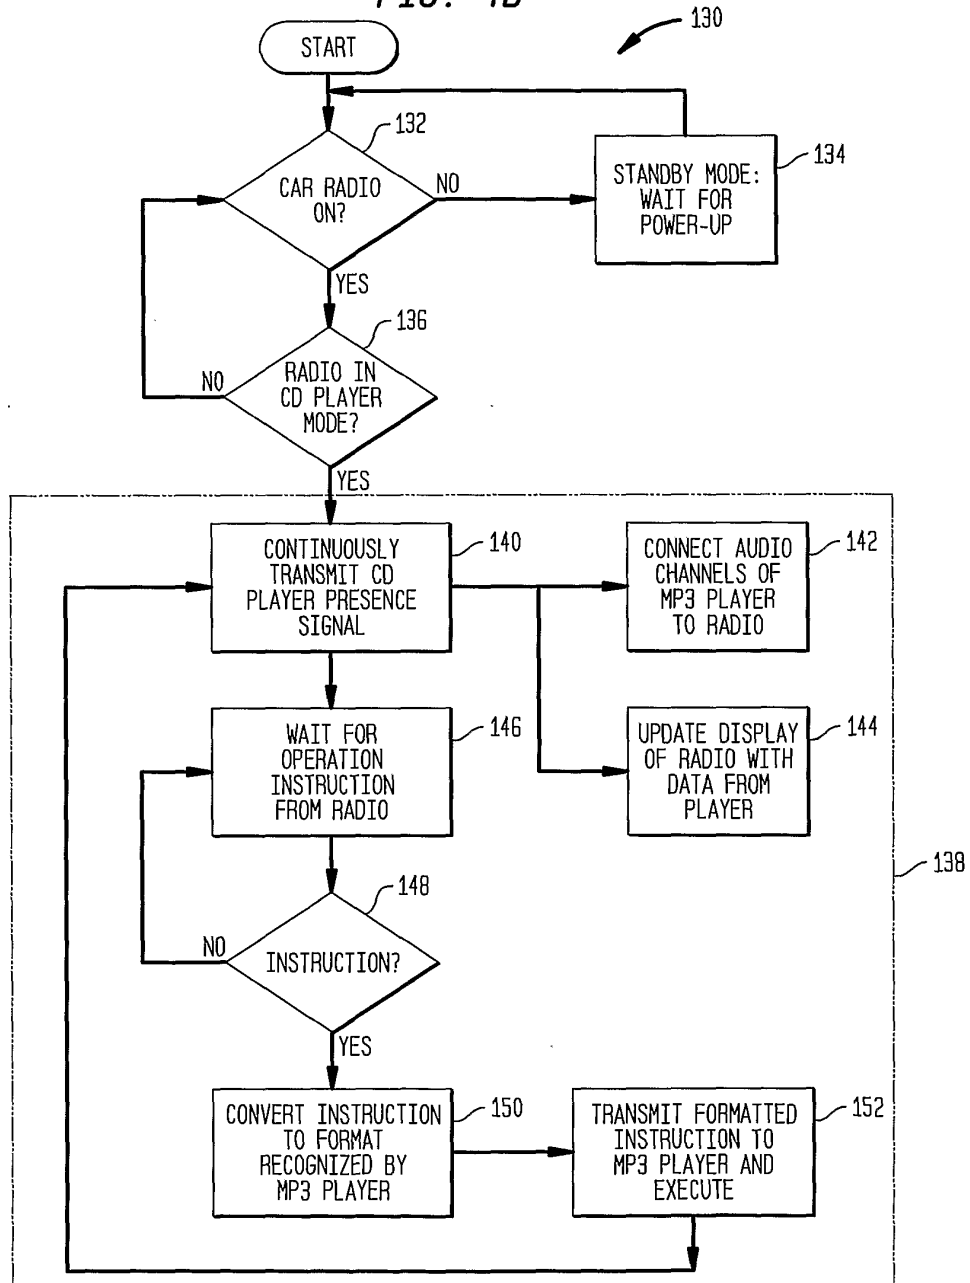 130
START
132
CAR RADIO
ON?
NO
STANDBY MODE:
WAIT FOR
POWER-UP
134
YES
136
RADIO IN
CD PLAYER
MODE?
NO
YES
CONTINUOUSLY
TRANSMIT CD
PLAYER PRESENCE
SIGNAL
140
CONNECT AUDIO
CHANNELS OF
MP3 PLAYER
TO RADIO
142
WAIT FOR
OPERATION
INSTRUCTION
FROM RADIO
146
UPDATE DISPLAY
OF RADIO WITH
DATA FROM
PLAYER
144
138
148
INSTRUCTION?
NO
YES
CONVERT INSTRUCTION
TO FORMAT
RECOGNIZED BY
MP3 PLAYER
150
TRANSMIT FORMATTED
INSTRUCTION TO
MP3 PLAYER AND
EXECUTE
152